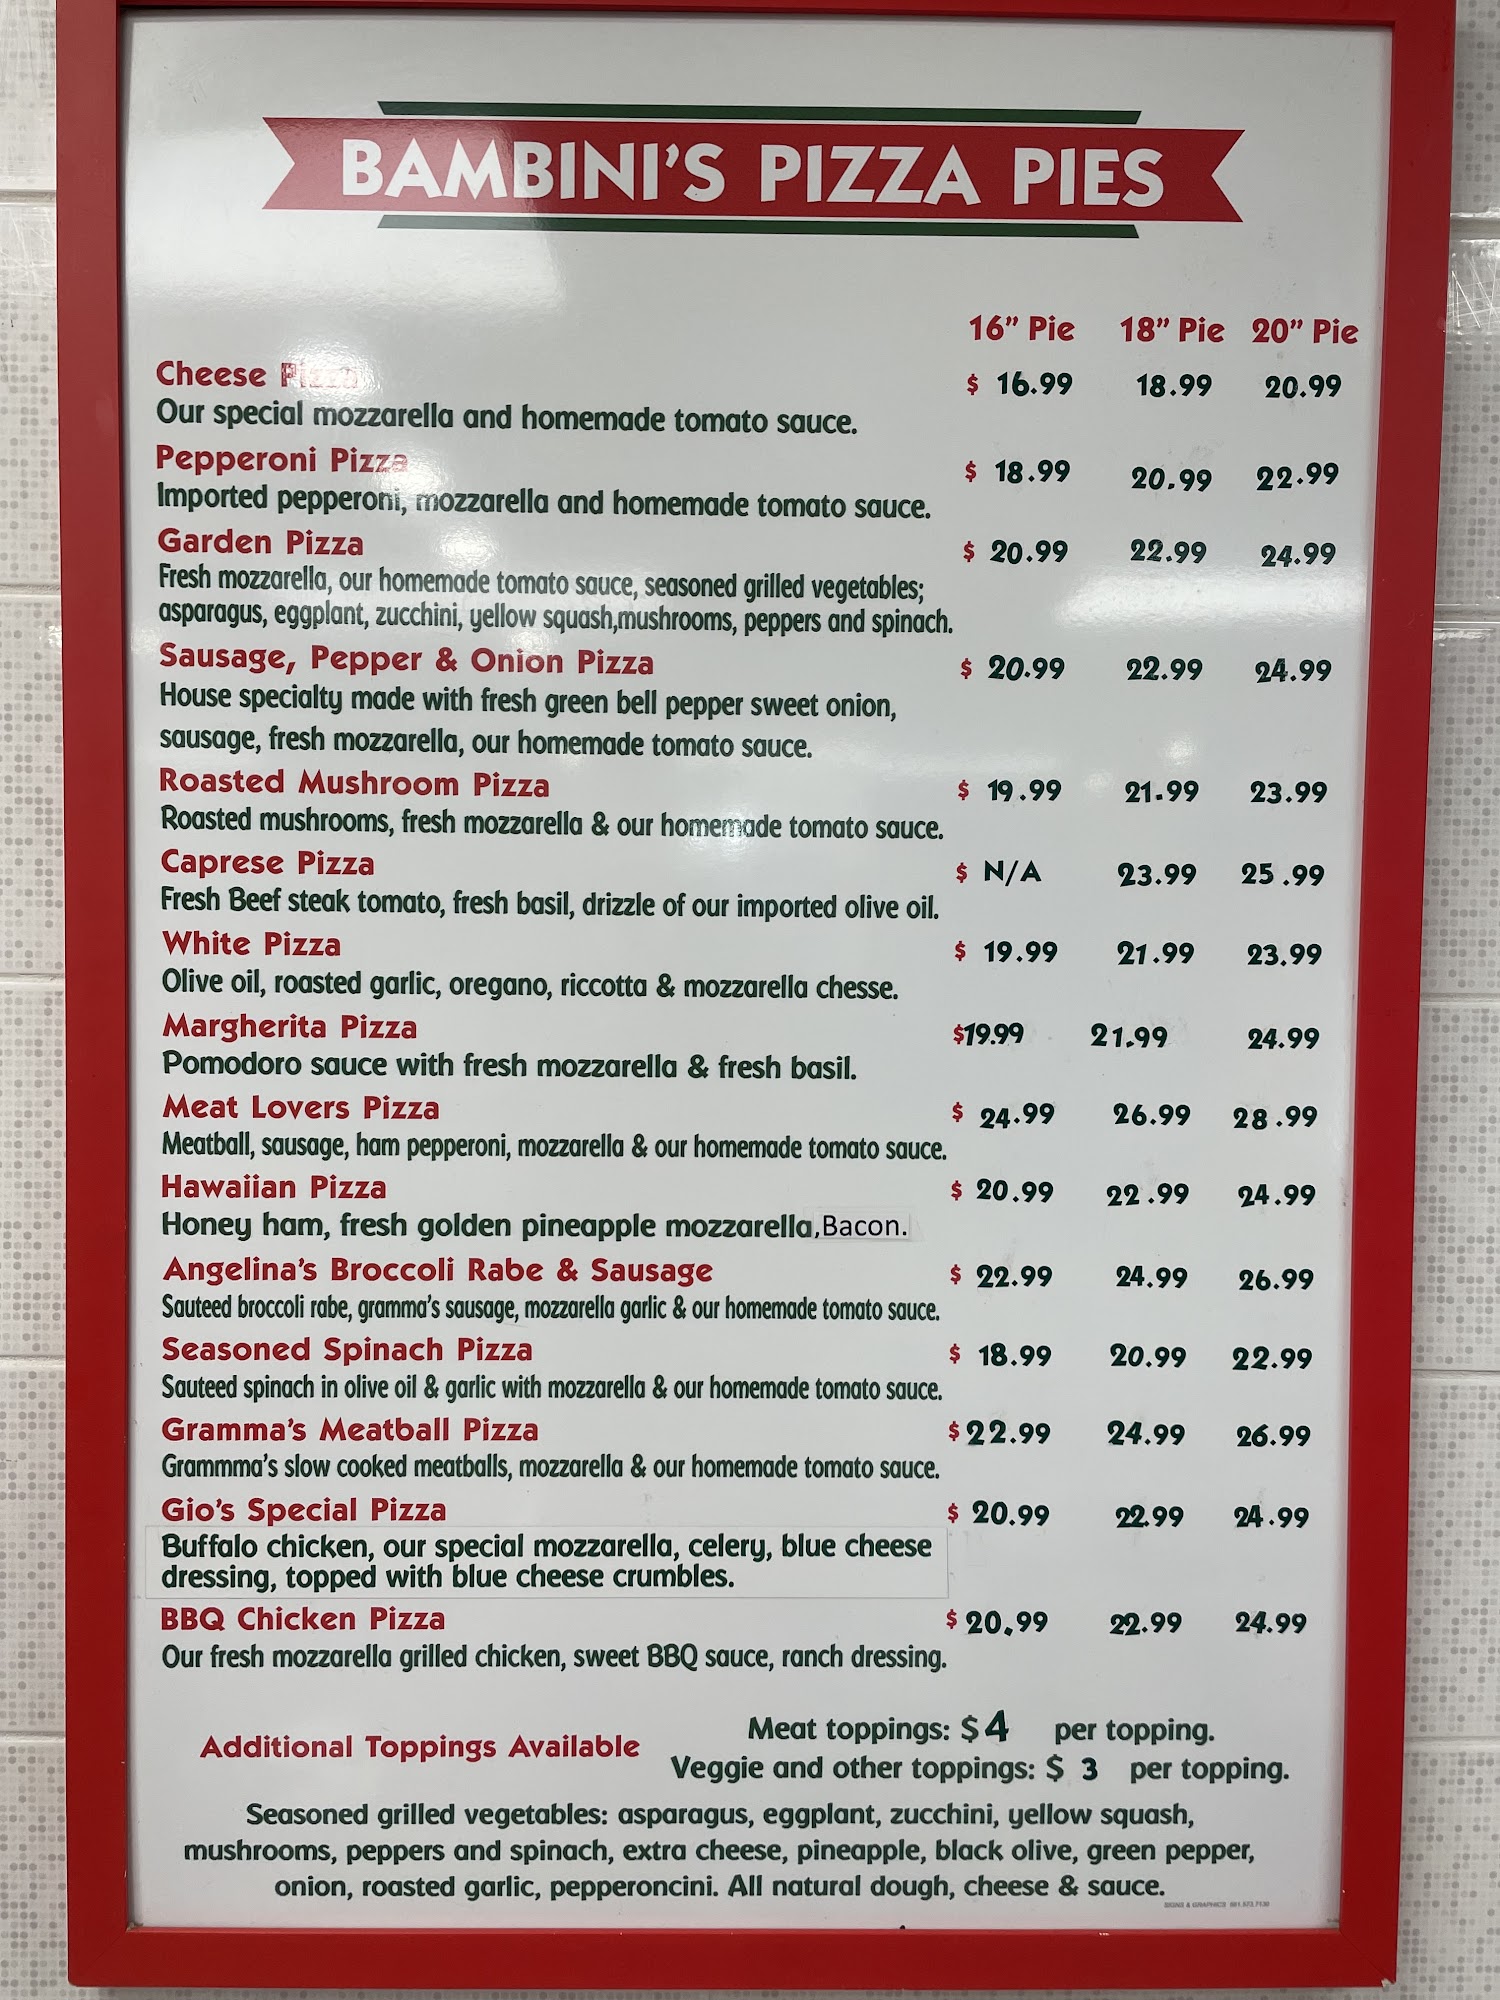 BAMBINI'S PIZZA PIES
16" Pie 18" Pie 20" Pie
Cheese Pizza $ 16.99 18.99 20.99
Our special mozzarella and homemade tomato sauce.
Pepperoni Pizza $ 18.99 20.99 22.99
Imported pepperoni, mozzarella and homemade tomato sauce.
Garden Pizza $ 20.99 22.99 24.99
Fresh mozzarella, our homemade tomato sauce, seasoned grilled vegetables;
asparagus, eggplant, zucchini, yellow squash,mushrooms, peppers and spinach.
Sausage, Pepper & Onion Pizza $ 20.99 22.99 24.99
House specialty made with fresh green bell pepper sweet onion,
sausage, fresh mozzarella, our homemade tomato sauce.
Roasted Mushroom Pizza $ 19.99 21.99 23.99
Roasted mushrooms, fresh mozzarella & our homemade tomato sauce.
Caprese Pizza $ N/A 23.99 25.99
Fresh Beef steak tomato, fresh basil, drizzle of our imported olive oil.
White Pizza $ 19.99 21.99 23.99
Olive oil, roasted garlic, oregano, riccotta & mozzarella chesse.
Margherita Pizza $19.99 21.99 24.99
Pomodoro sauce with fresh mozzarella & fresh basil.
Meat Lovers Pizza $ 24.99 26.99 28.99
Meatball, sausage, ham pepperoni, mozzarella & our homemade tomato sauce.
Hawaiian Pizza $ 20.99 22.99 24.99
Honey ham, fresh golden pineapple mozzarella,Bacon.
Angelina's Broccoli Rabe & Sausage $ 22.99 24.99 26.99
Sauteed broccoli rabe, gramma's sausage, mozzarella garlic & our homemade tomato sauce.
Seasoned Spinach Pizza $ 18.99 20.99 22.99
Sauteed spinach in olive oil & garlic with mozzarella & our homemade tomato sauce.
Gramma's Meatball Pizza $22.99 24.99 26.99
Grammma's slow cooked meatballs, mozzarella & our homemade tomato sauce.
Gio's Special Pizza $ 20.99 22.99 24.99
Buffalo chicken, our special mozzarella, celery, blue cheese
dressing, topped with blue cheese crumbles.
BBQ Chicken Pizza $ 20.99 22.99 24.99
Our fresh mozzarella grilled chicken, sweet BBQ sauce, ranch dressing.
Additional Toppings Available
Meat toppings: $ 4 per topping.
Veggie and other toppings: $ 3 per topping.
Seasoned grilled vegetables: asparagus, eggplant, zucchini, yellow squash,
mushrooms, peppers and spinach, extra cheese, pineapple, black olive, green pepper,
onion, roasted garlic, pepperoncini. All natural dough, cheese & sauce.
SIGNS & GRAPHICS